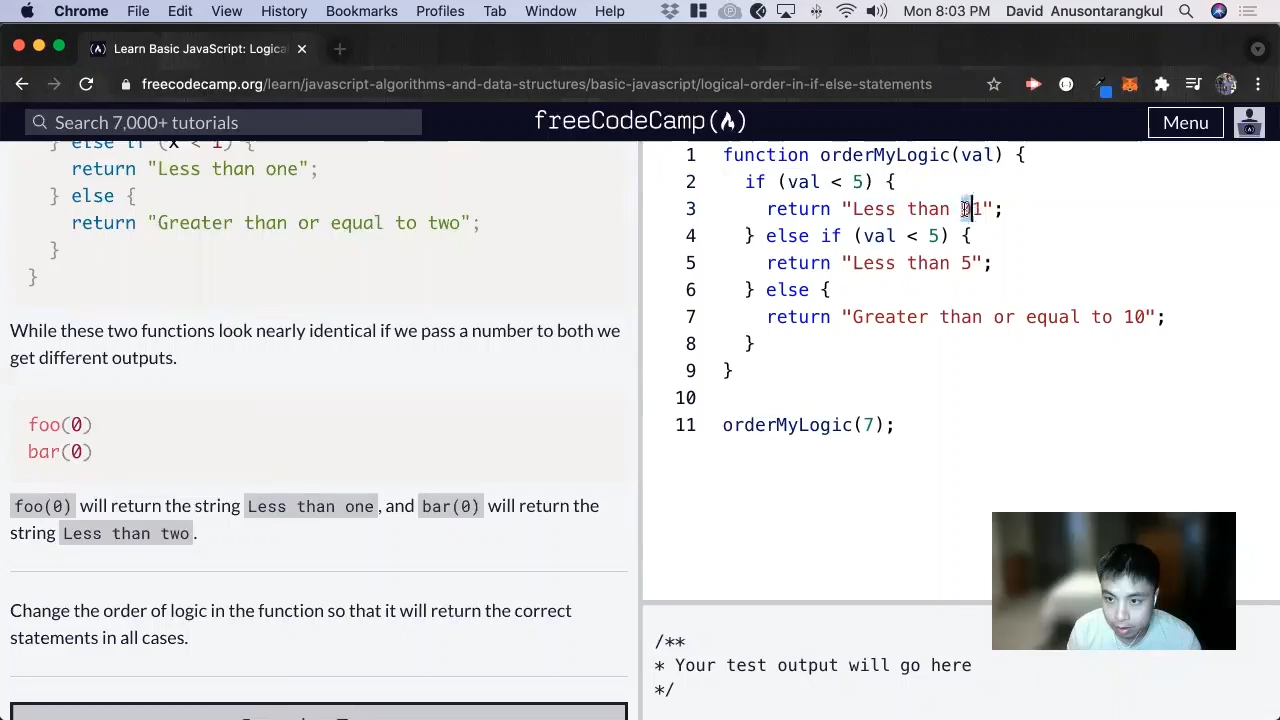 Chrome File Edit View History Bookmarks Profiles Tab Window Help Mon 8:03 PM David Anusontarangkul
Learn Basic JavaScript: Logical
freecodecamp.org/learn/javascript-algorithms-and-data-structures/basic-javascript/logical-order-in-if-else-statements
Search 7,000+ tutorials
freeCodeCamp
Menu
} else if (x < 1) {
return "Less than one";
} else {
return "Greater than or equal to two";
}
}
While these two functions look nearly identical if we pass a number to both we
get different outputs.
foo(0)
bar(0)
foo(0) will return the string Less than one, and bar(0) will return the
string Less than two.
Change the order of logic in the function so that it will return the correct
statements in all cases.
1 function orderMyLogic(val) {
2 if (val < 5) {
3 return "Less than 01";
4 } else if (val < 5) {
5 return "Less than 5";
6 } else {
7 return "Greater than or equal to 10";
8 }
9 }
10
11 orderMyLogic(7);
/**
* Your test output will go here
*/